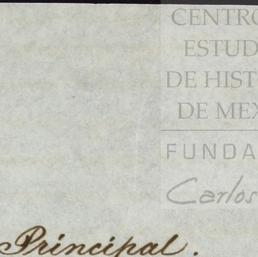 CENTRO
ESTUD
DE HIST
DE MEX
FUNDA
Carlos
Principal.